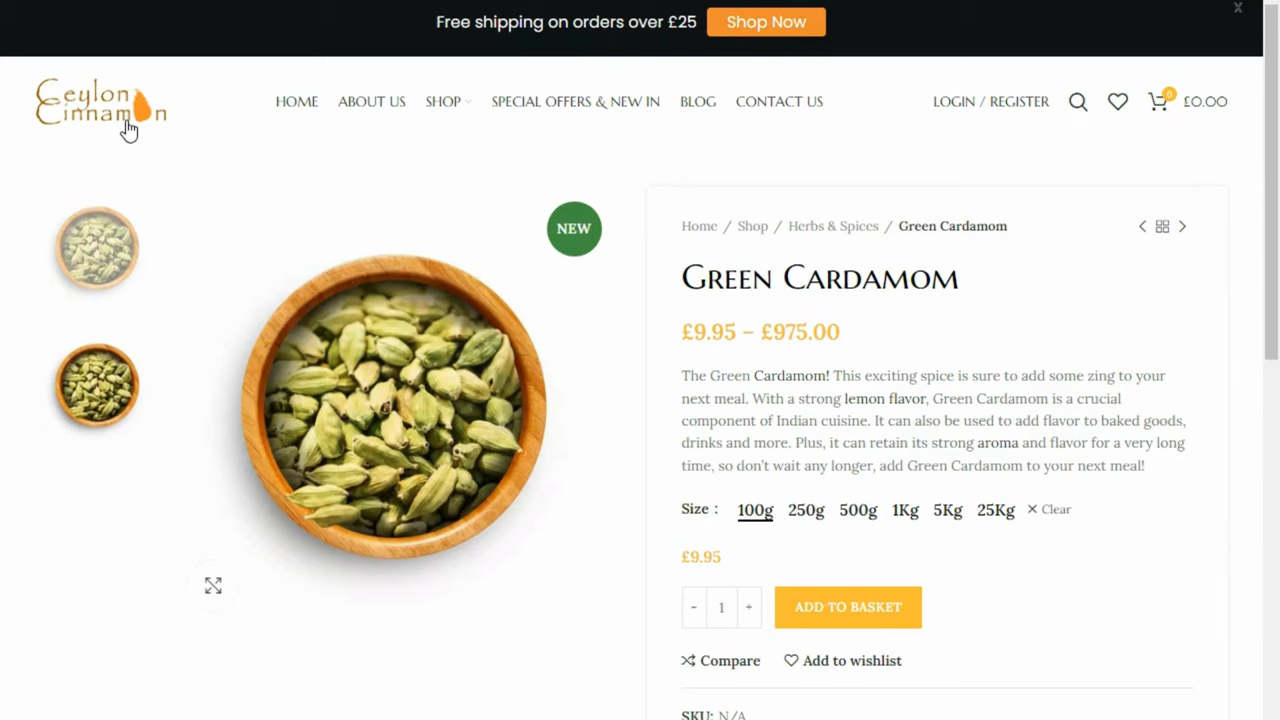 Free shipping on orders over £25 Shop Now
X
Ceylon
Cinnamon
HOME ABOUT US SHOP SPECIAL OFFERS & NEW IN BLOG CONTACT US LOGIN / REGISTER 0 £0.00
NEW
Home / Shop / Herbs & Spices / Green Cardamom
Green Cardamom
£9.95 – £975.00
The Green Cardamom! This exciting spice is sure to add some zing to your
next meal. With a strong lemon flavor, Green Cardamom is a crucial
component of Indian cuisine. It can also be used to add flavor to baked goods,
drinks and more. Plus, it can retain its strong aroma and flavor for a very long
time, so don't wait any longer, add Green Cardamom to your next meal!
Size : 100g 250g 500g 1Kg 5Kg 25Kg × Clear
£9.95
- 1 + ADD TO BASKET
Compare Add to wishlist
SKU: N/A